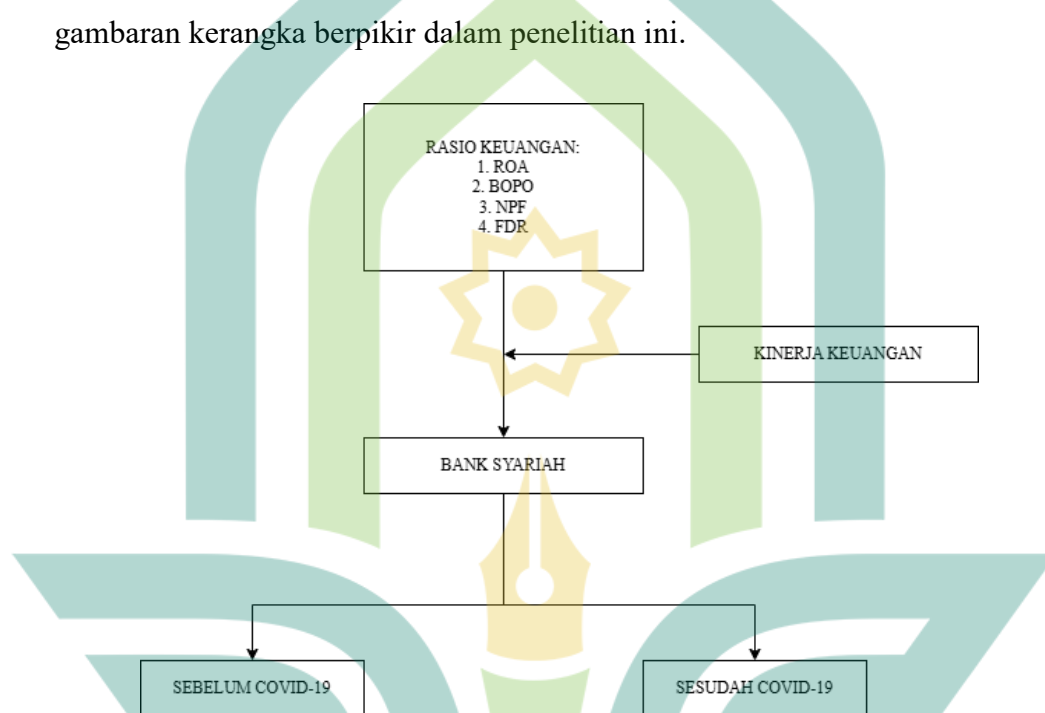 gambaran kerangka berpikir dalam penelitian ini.
RASIO KEUANGAN:
1. ROA
2. BOPO
3. NPF
4. FDR
KINERJA KEUANGAN
BANK SYARIAH
SEBELUM COVID-19
SESUDAH COVID-19